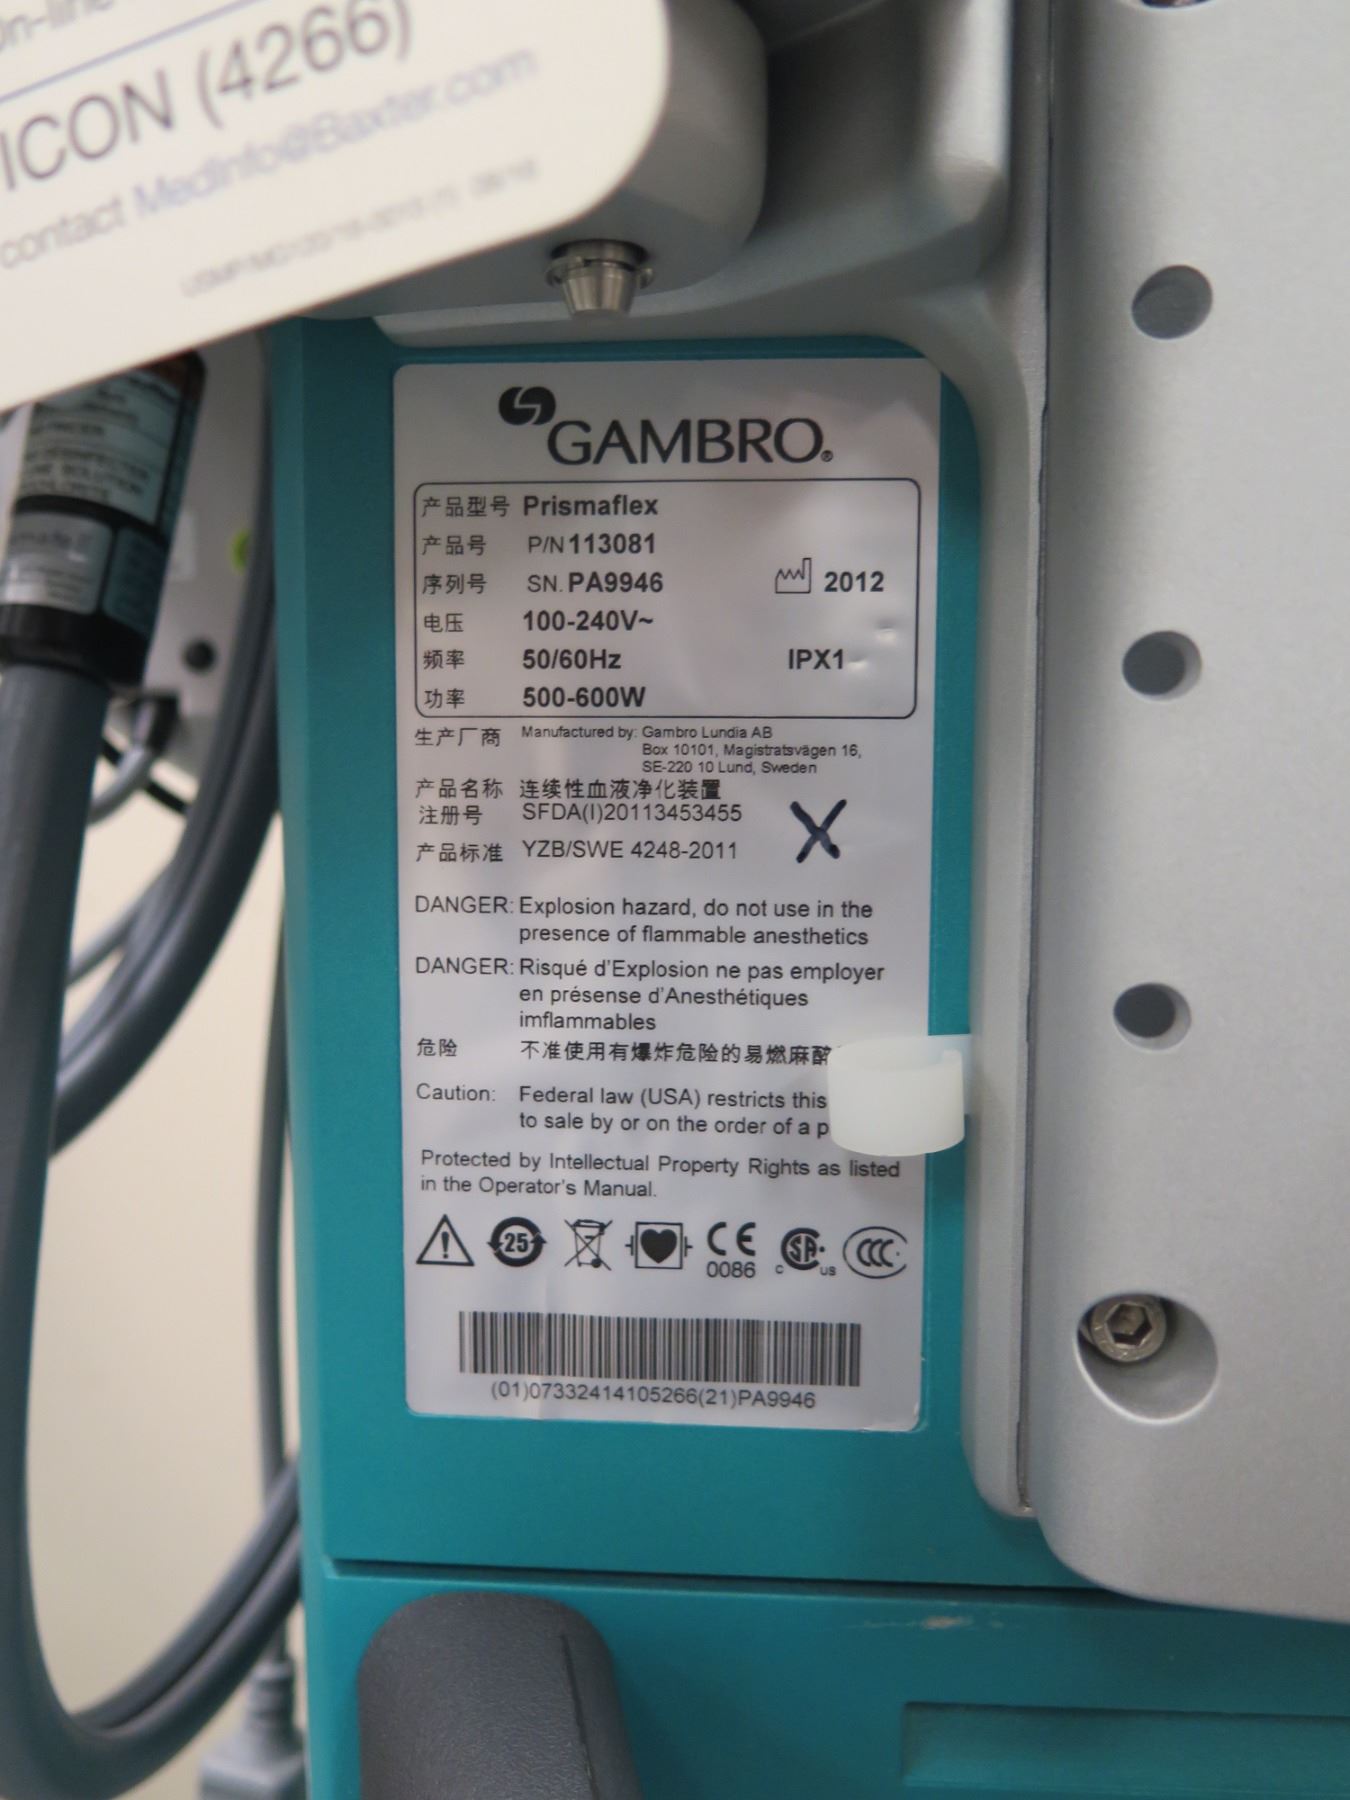 On-line
ICON (4266)
contact MedInfo@Baxter.com
GAMBRO®
产品型号 Prismaflex
产品号 P/N 113081
序列号 SN. PA9946 2012
电压 100-240V~
频率 50/60Hz IPX1
功率 500-600W
生产厂商 Manufactured by: Gambro Lundia AB
Box 10101, Magistratsvägen 16,
SE-220 10 Lund, Sweden
产品名称 连续性血液净化装置
注册号 SFDA(I)20113453455
X
产品标准 YZB/SWE 4248-2011
DANGER: Explosion hazard, do not use in the
presence of flammable anesthetics
DANGER: Risqué d'Explosion ne pas employer
en présense d'Anesthétiques
imflammables
危险 不准使用有爆炸危险的易燃麻醉
Caution: Federal law (USA) restricts this
to sale by or on the order of a p
Protected by Intellectual Property Rights as listed
in the Operator's Manual.
25 CE 0086 c SA us CCC
(01)07332414105266(21)PA9946